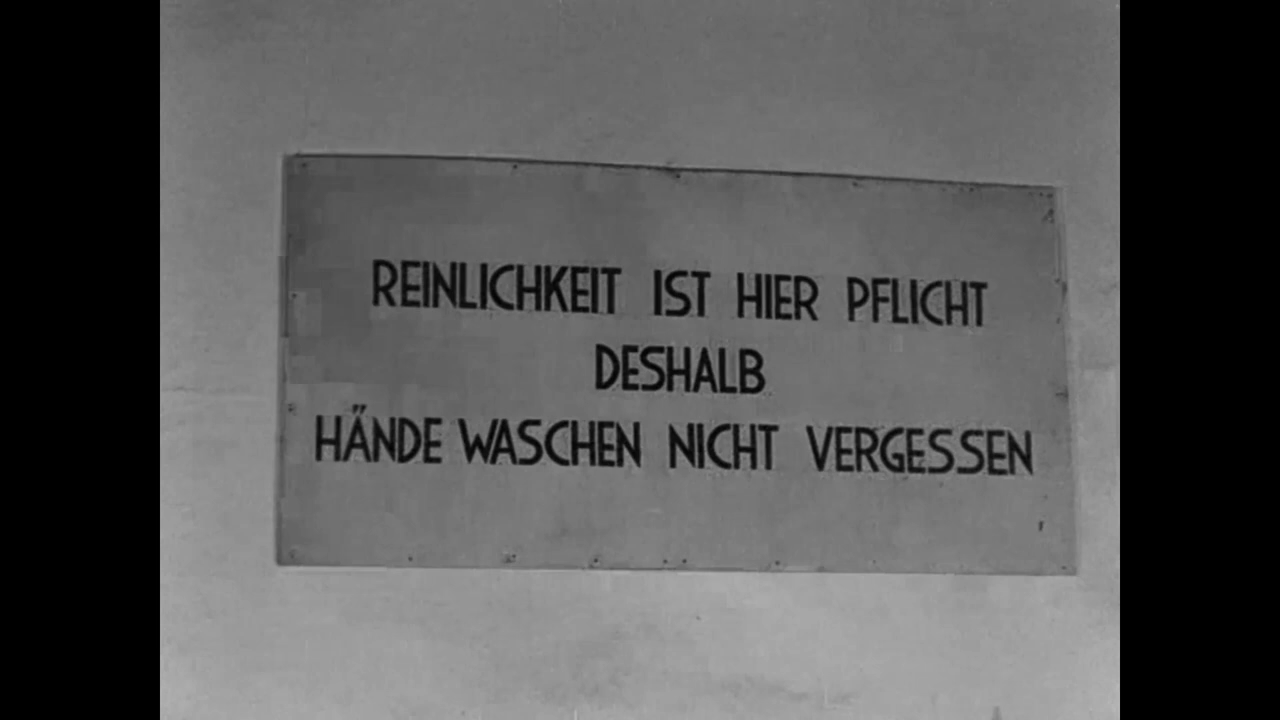 REINLICHKEIT IST HIER PFLICHT
DESHALB
HÄNDE WASCHEN NICHT VERGESSEN